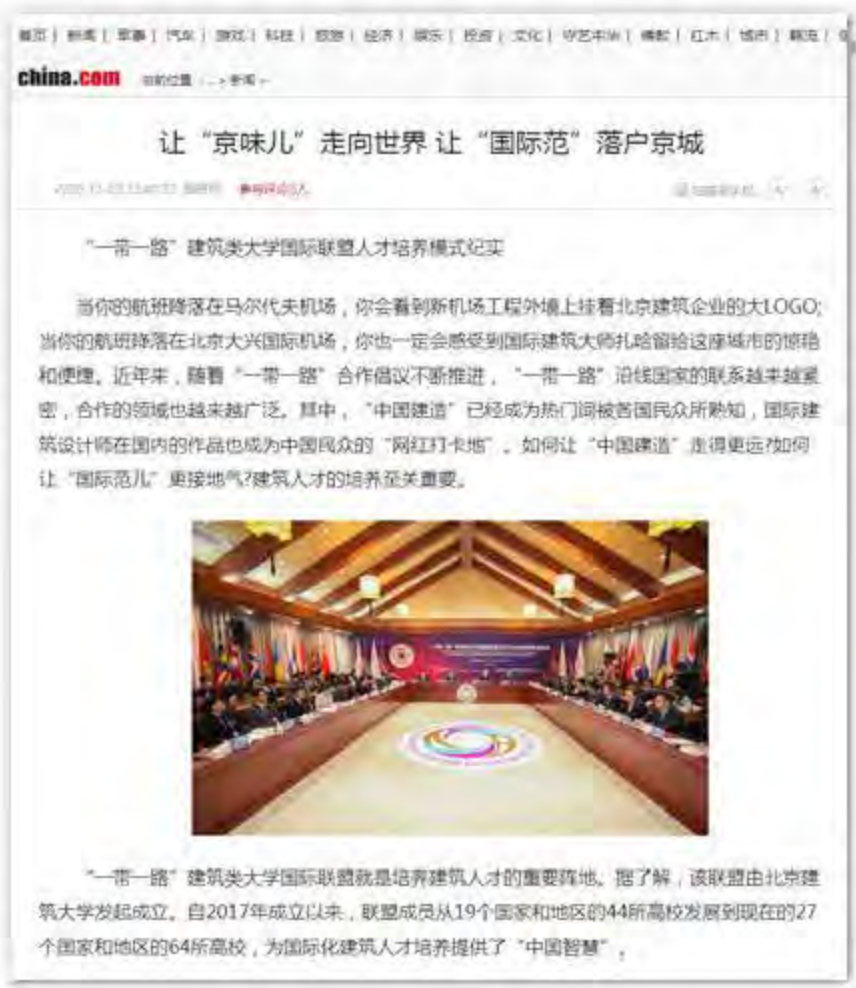 首页 | 新闻 | 军事 | 汽车 | 游戏 | 科技 | 旅游 | 经济 | 娱乐 | 投资 | 文化 | 守艺中华 | 佛教 | 红木 | 城市 |
china.com 当前位置 : ... > 新闻
让“京味儿”走向世界 让“国际范”落户京城
参与评论 人
“一带一路”建筑类大学国际联盟人才培养模式纪实
当你的航班降落在马尔代夫机场，你会看到新机场工程外墙上挂着北京建筑企业的大LOGO;
当你的航班降落在北京大兴国际机场，你也一定会感受到国际建筑大师扎哈留给这座城市的惊艳
和便捷。近年来，随着“一带一路”合作倡议不断推进，“一带一路”沿线国家的联系越来越紧
密，合作的领域也越来越广泛。其中，“中国建造”已经成为热门词被各国民众所熟知，国际建
筑设计师在国内的作品也成为中国民众的“网红打卡地”。如何让“中国建造”走得更远?如何
让“国际范儿”更接地气?建筑人才的培养至关重要。
“一带一路”建筑类大学国际联盟就是培养建筑人才的重要阵地。据了解，该联盟由北京建
筑大学发起成立。自2017年成立以来，联盟成员从19个国家和地区的44所高校发展到现在的27
个国家和地区的64所高校，为国际化建筑人才培养提供了“中国智慧”。